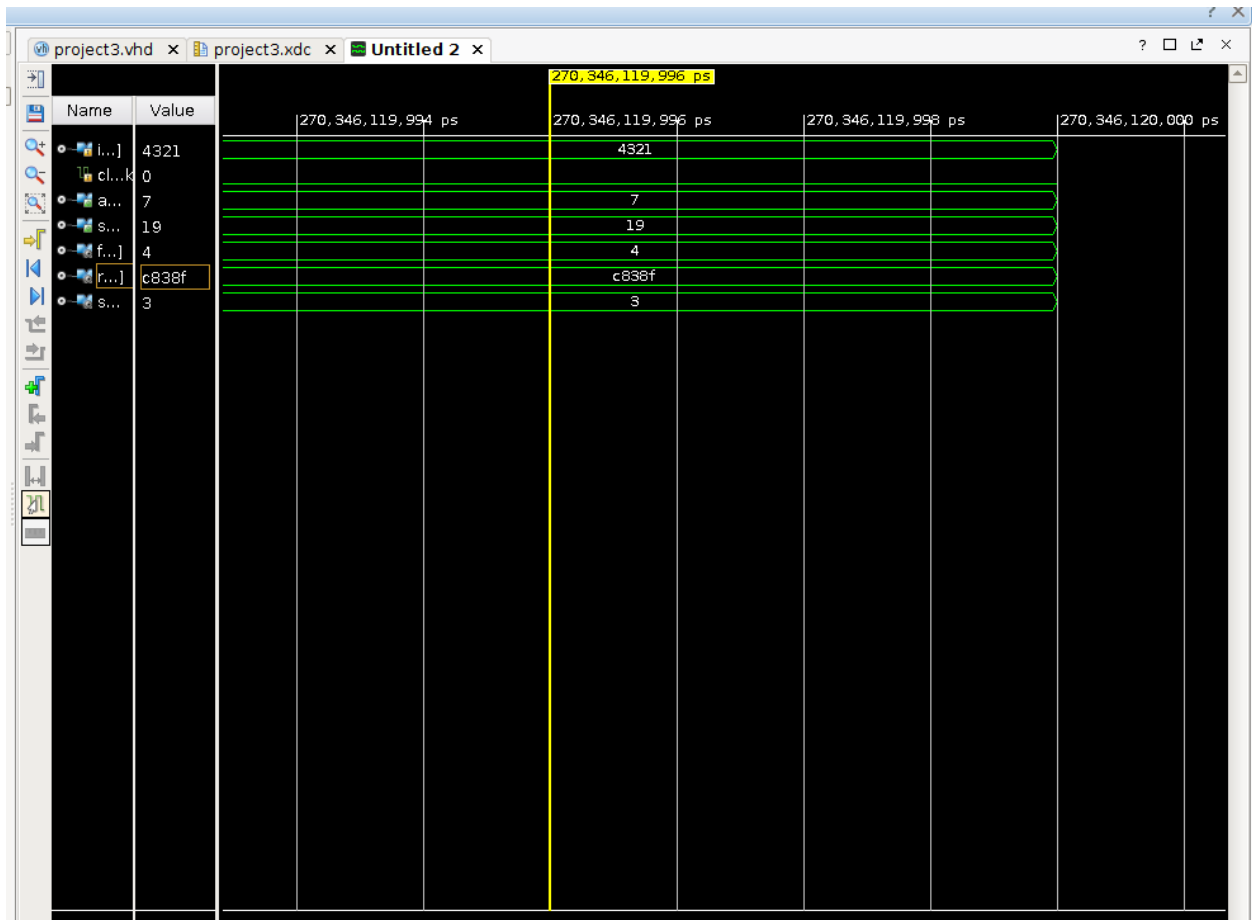 ? X
vh project3.vhd × project3.xdc × Untitled 2 × ?
270,346,119,996 ps
Name Value
270,346,119,994 ps 270,346,119,996 ps 270,346,119,998 ps 270,346,120,000 ps
i...] 4321 4321
cl...k 0
a... 7 7
s... 19 19
f...] 4 4
r...] c838f c838f
s... 3 3